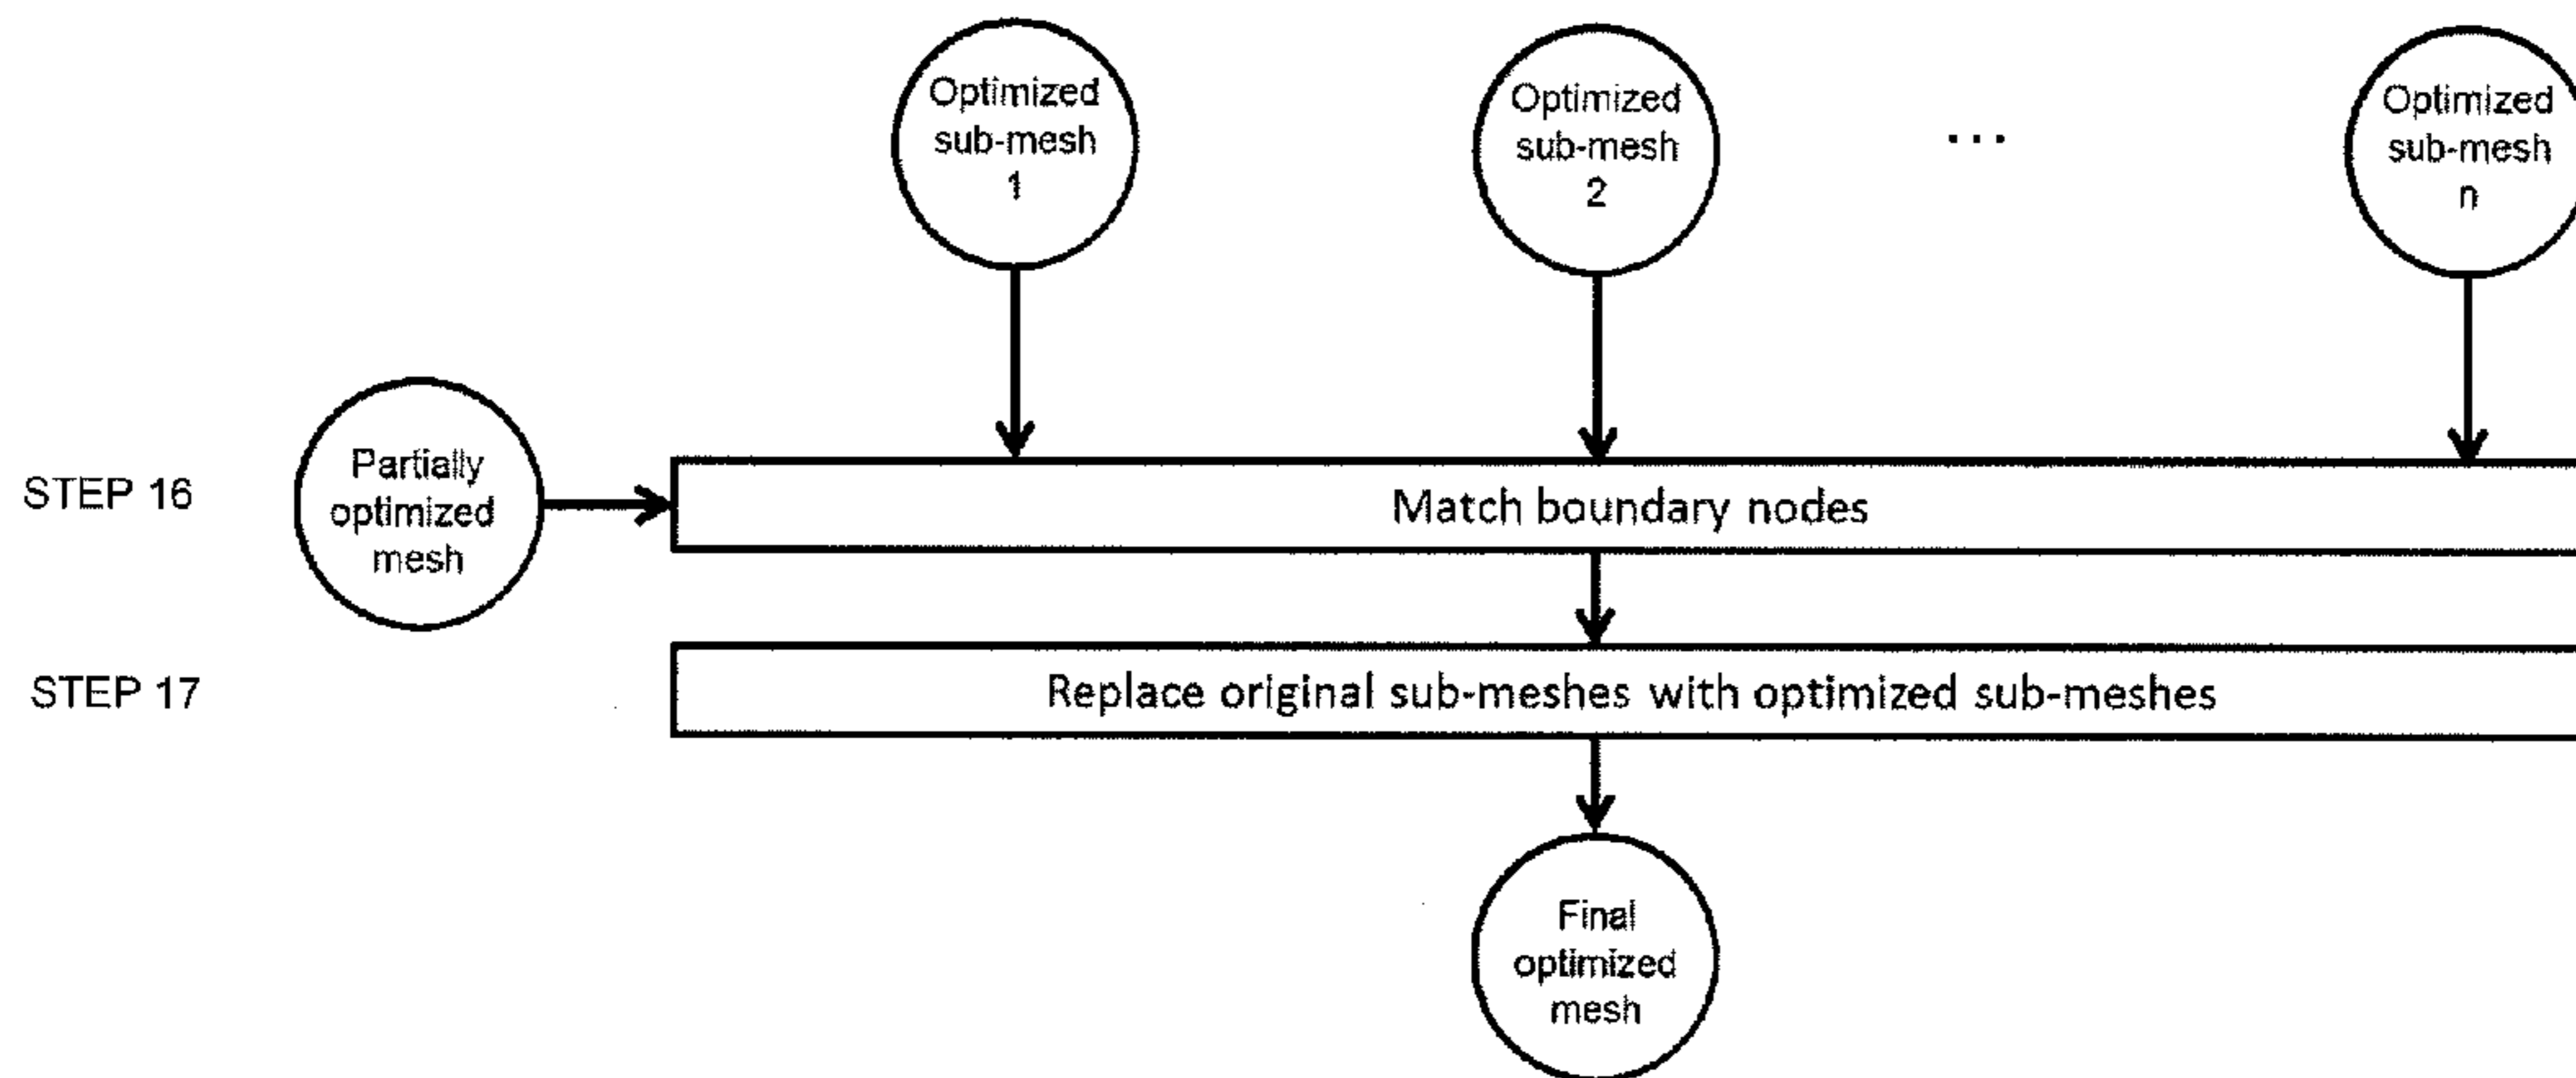 Optimized
sub-mesh
1
Optimized
sub-mesh
2
...
Optimized
sub-mesh
n
STEP 16
Partially
optimized
mesh
Match boundary nodes
STEP 17
Replace original sub-meshes with optimized sub-meshes
Final
optimized
mesh